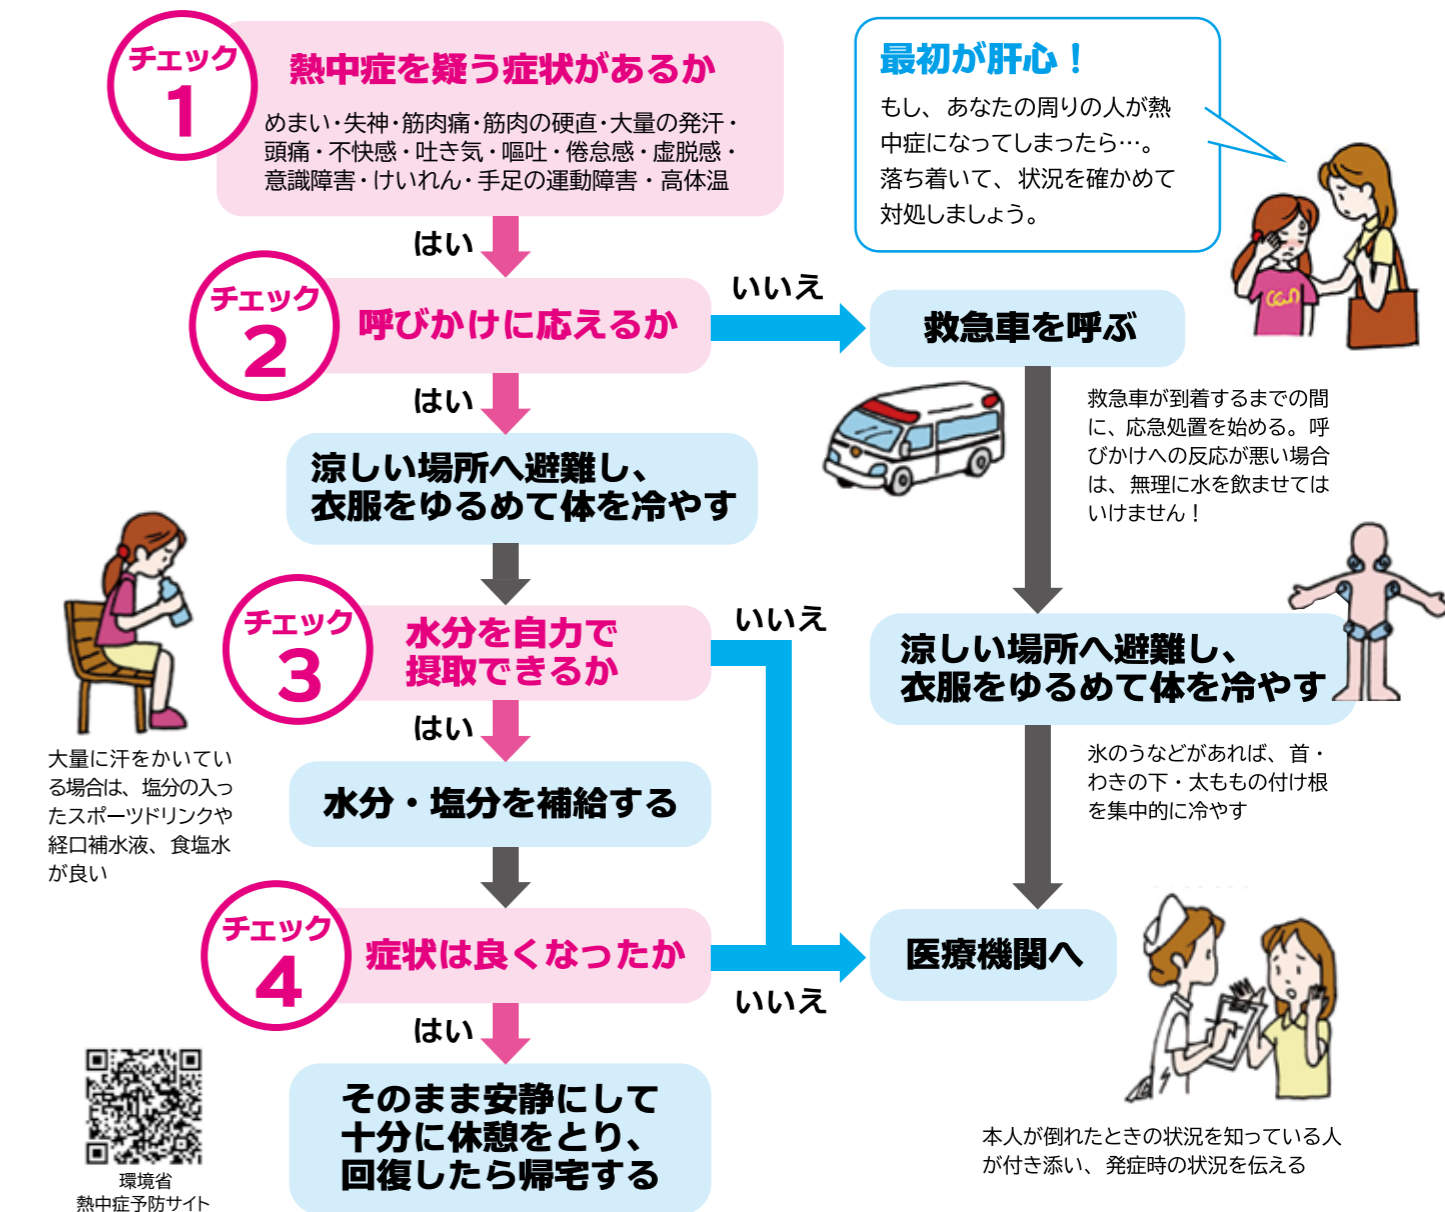 チェック
1
熱中症を疑う症状があるか
めまい・失神・筋肉痛・筋肉の硬直・大量の発汗・
頭痛・不快感・吐き気・嘔吐・倦怠感・虚脱感・
意識障害・けいれん・手足の運動障害・高体温
最初が肝心！
もし、あなたの周りの人が熱
中症になってしまったら…。
落ち着いて、状況を確かめて
対処しましょう。
はい
チェック
2
呼びかけに応えるか
いいえ
救急車を呼ぶ
救急車が到着するまでの間
に、応急処置を始める。呼
びかけへの反応が悪い場合
は、無理に水を飲ませては
いけません！
はい
涼しい場所へ避難し、
衣服をゆるめて体を冷やす
チェック
3
水分を自力で
摂取できるか
いいえ
涼しい場所へ避難し、
衣服をゆるめて体を冷やす
氷のうなどがあれば、首・
わきの下・太ももの付け根
を集中的に冷やす
大量に汗をかいてい
る場合は、塩分の入っ
たスポーツドリンクや
経口補水液、食塩水
が良い
はい
水分・塩分を補給する
チェック
4
症状は良くなったか
いいえ
医療機関へ
本人が倒れたときの状況を知っている人
が付き添い、発症時の状況を伝える
はい
そのまま安静にして
十分に休憩をとり、
回復したら帰宅する
環境省
熱中症予防サイト